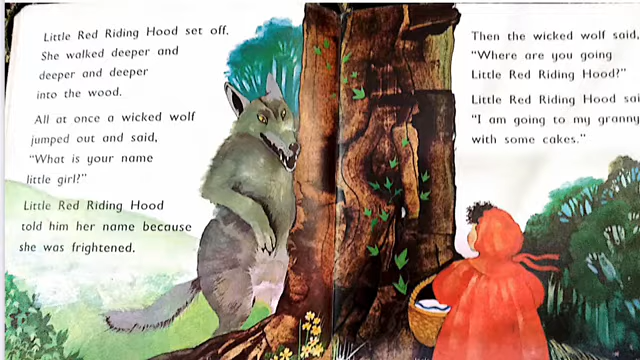 Little Red Riding Hood set off.
She walked deeper and
deeper and deeper
into the wood.
All at once a wicked wolf
jumped out and said,
"What is your name
little girl?"
Little Red Riding Hood
told him her name because
she was frightened.
Then the wicked wolf said,
"Where are you going
Little Red Riding Hood?"
Little Red Riding Hood sai
"I am going to my granny
with some cakes."